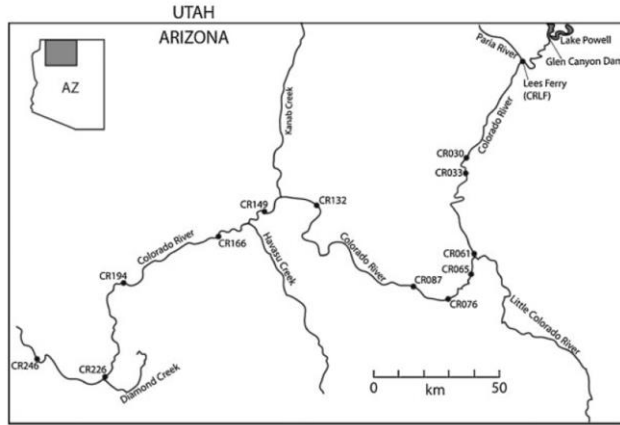 UTAH
ARIZONA
AZ
Paria River
Lake Powell
Glen Canyon Dam
Lees Ferry
(CRLF)
Kanab Creek
Colorado River
CR030
CR033
CR149
CR132
CR166
Havasu Creek
Colorado River
Colorado River
CR061
CR065
CR194
CR087
CR076
Little Colorado River
CR246
CR226
Diamond Creek
0 50
km